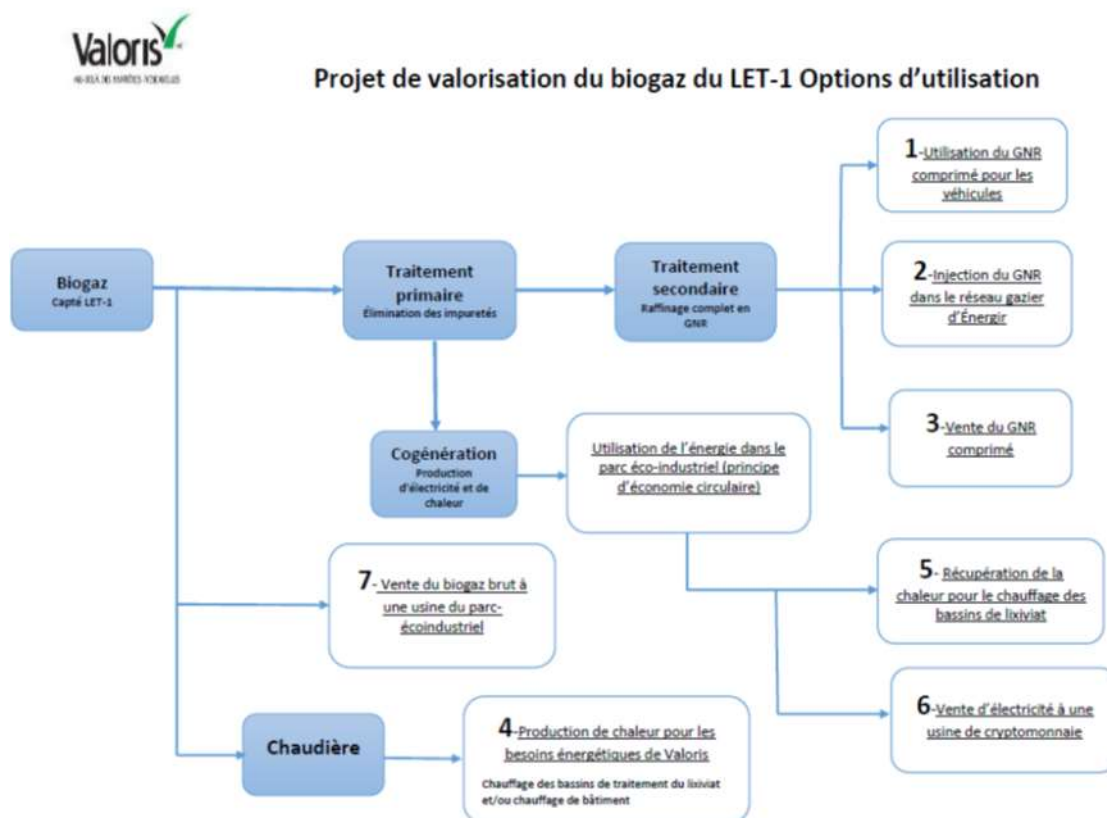 Valoris
AU-DELÀ DES MATIÈRES RÉSIDUELLES
Projet de valorisation du biogaz du LET-1 Options d’utilisation
1-Utilisation du GNR
comprimé pour les
véhicules
Biogaz
Capté LET-1
Traitement
primaire
Élimination des impuretés
Traitement
secondaire
Raffinage complet en
GNR
2-Injection du GNR
dans le réseau gazier
d’Énergir
3-Vente du GNR
comprimé
Cogénération
Production
d’électricité et de
chaleur
Utilisation de l’énergie dans le
parc éco-industriel (principe
d’économie circulaire)
7- Vente du biogaz brut à
une usine du parc-
écoindustriel
5- Récupération de la
chaleur pour le chauffage des
bassins de lixiviat
6-Vente d’électricité à une
usine de cryptomonnaie
Chaudière
4-Production de chaleur pour les
besoins énergétiques de Valoris
Chauffage des bassins de traitement du lixiviat
et/ou chauffage de bâtiment